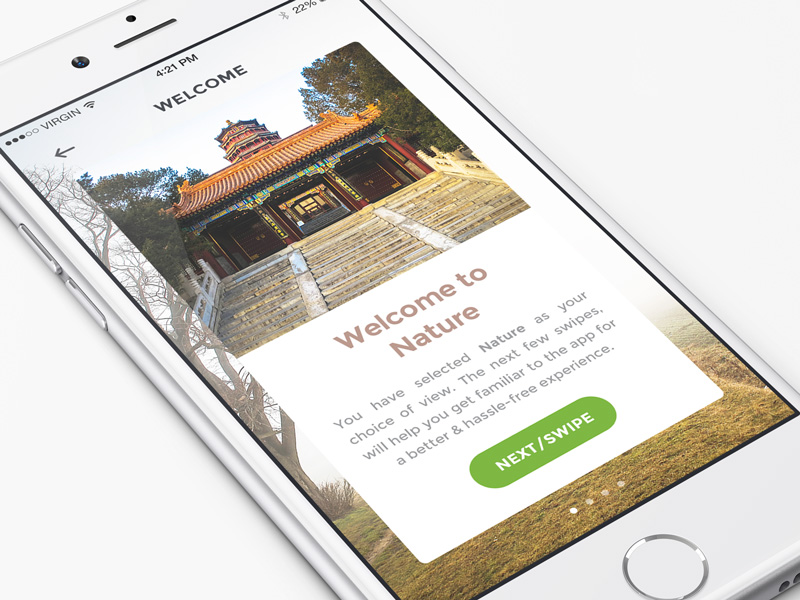 VIRGIN
4:21 PM
22%
WELCOME
Welcome to
Nature
You have selected Nature as your
choice of view. The next few swipes,
will help you get familiar to the app for
a better & hassle-free experience.
NEXT/SWIPE